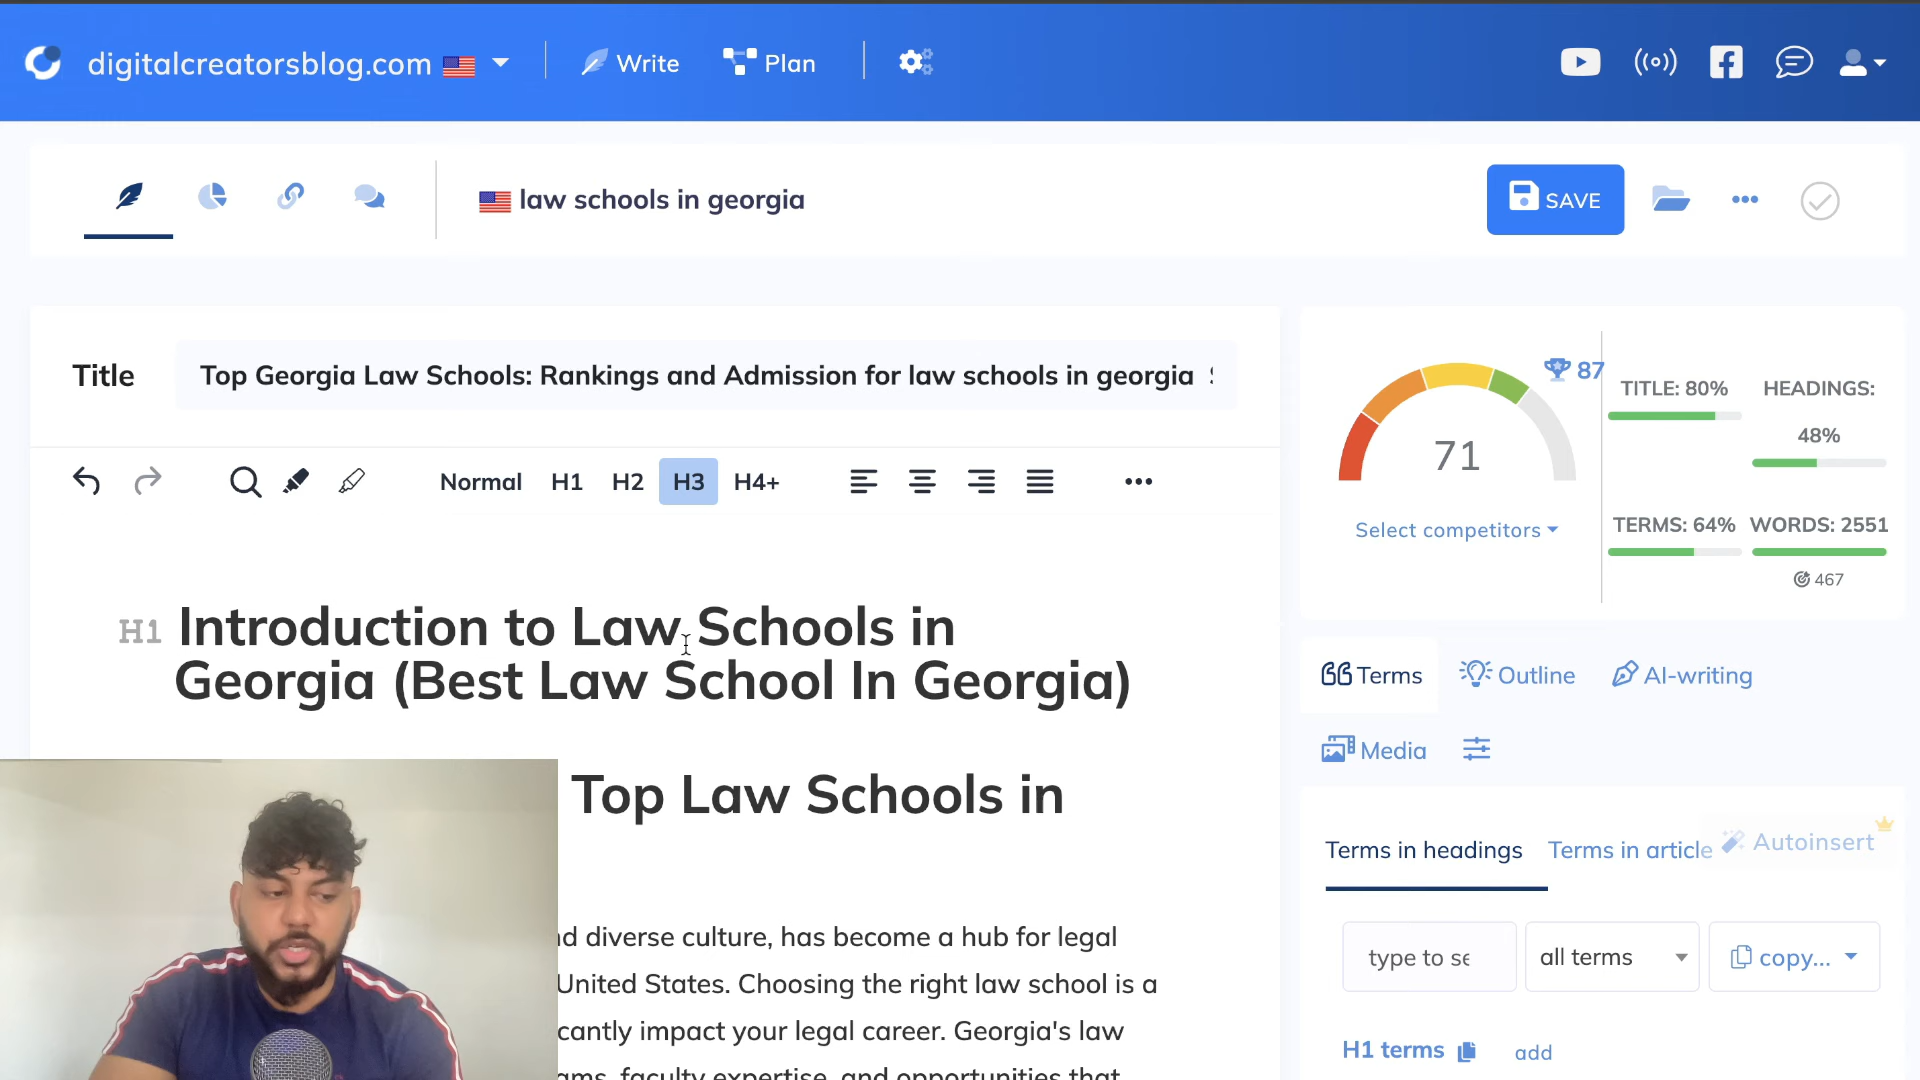 digitalcreatorsblog.com
Write
Plan
law schools in georgia
SAVE
Title
Top Georgia Law Schools: Rankings and Admission for law schools in georgia
87
TITLE: 80%
HEADINGS:
48%
71
Select competitors
TERMS: 64%
WORDS: 2551
467
Normal H1 H2 H3 H4+
H1 Introduction to Law Schools in
Georgia (Best Law School In Georgia)
Top Law Schools in
diverse culture, has become a hub for legal
United States. Choosing the right law school is a
impact your legal career. Georgia's law
faculty expertise, and opportunities that
Terms
Outline
AI-writing
Media
Terms in headings
Terms in article
Autoinsert
type to se
all terms
copy...
H1 terms
add